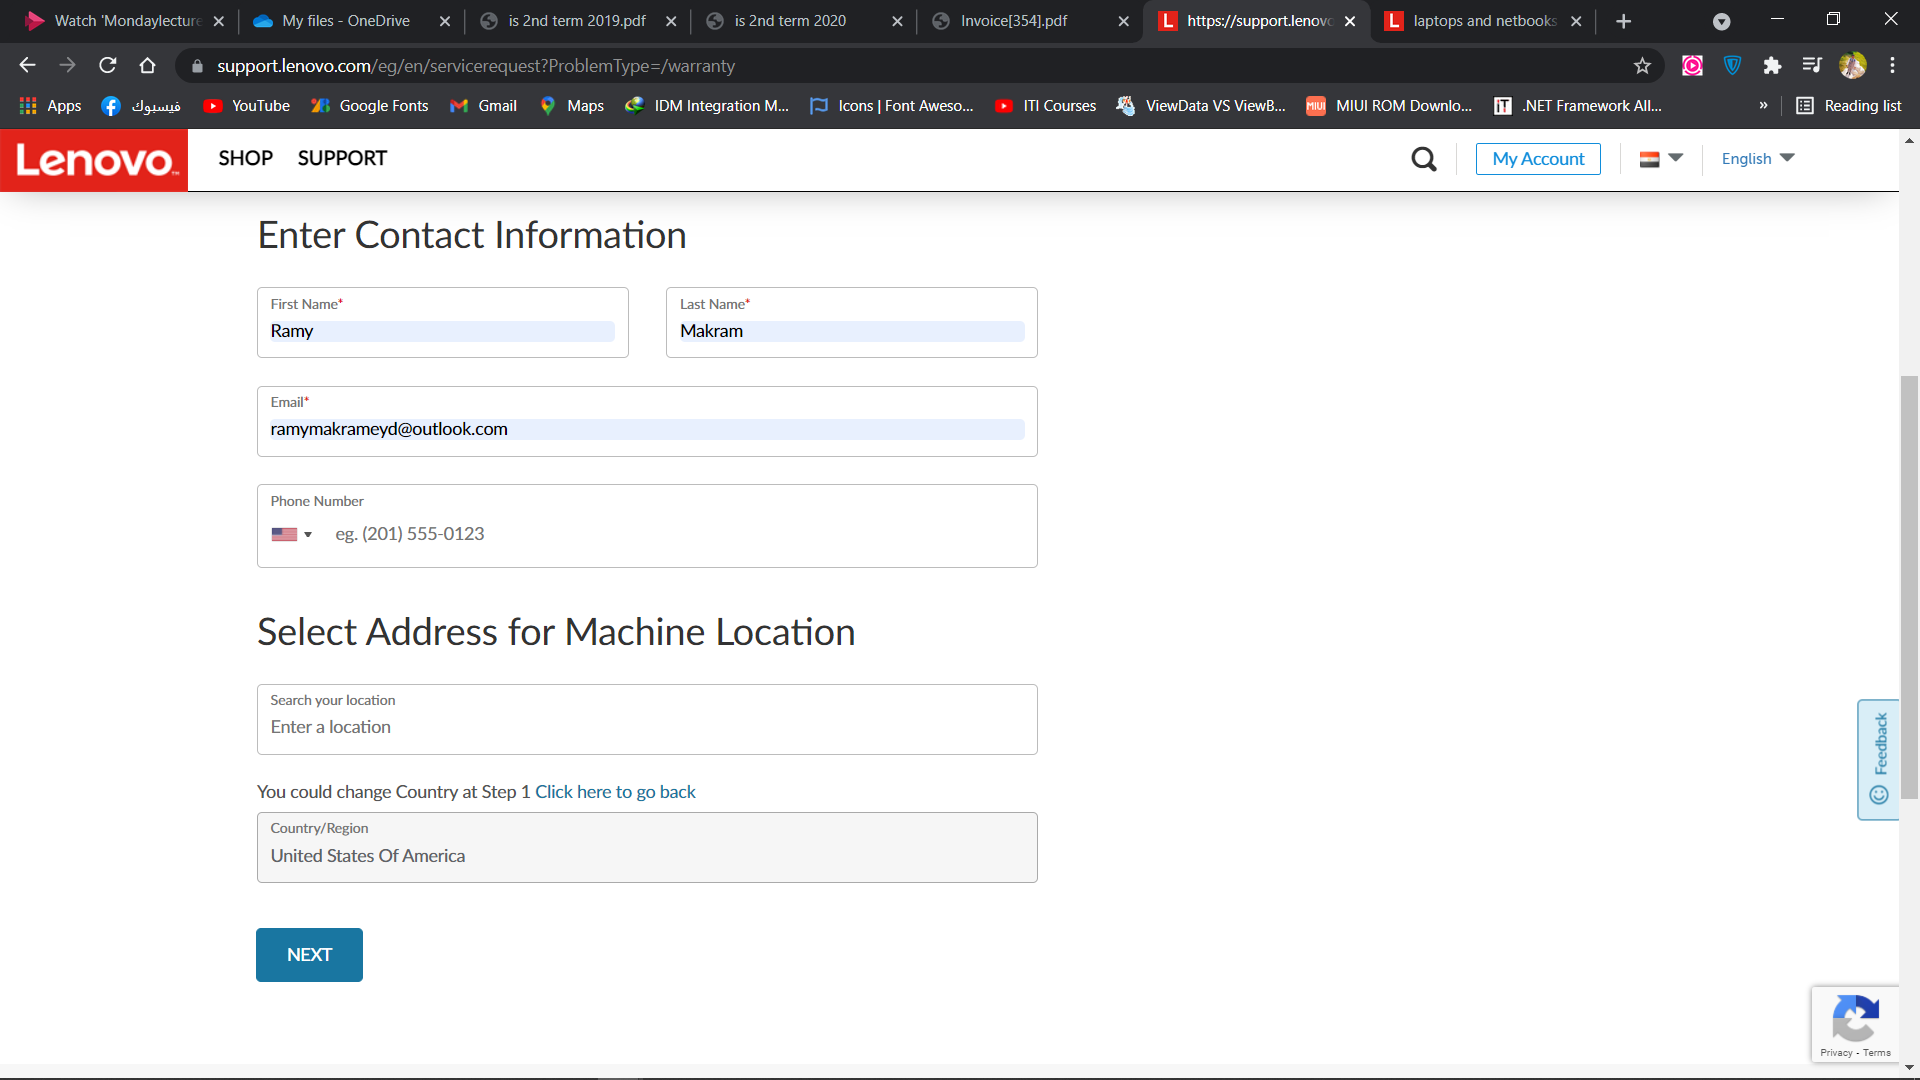 Watch 'Mondaylecture
My files - OneDrive
is 2nd term 2019.pdf
is 2nd term 2020
Invoice[354].pdf
https://support.lenovo
laptops and netbooks
support.lenovo.com/eg/en/servicerequest?ProblemType=/warranty
Apps
فيسبوك
YouTube
Google Fonts
Gmail
Maps
IDM Integration M...
Icons | Font Aweso...
ITI Courses
ViewData VS ViewB...
MIUI ROM Downlo...
.NET Framework All...
»
Reading list
Lenovo™
SHOP
SUPPORT
My Account
English
Enter Contact Information
First Name*
Ramy
Last Name*
Makram
Email*
ramymakrameyd@outlook.com
Phone Number
eg. (201) 555-0123
Select Address for Machine Location
Search your location
Enter a location
You could change Country at Step 1 Click here to go back
Country/Region
United States Of America
NEXT
Feedback
Privacy - Terms